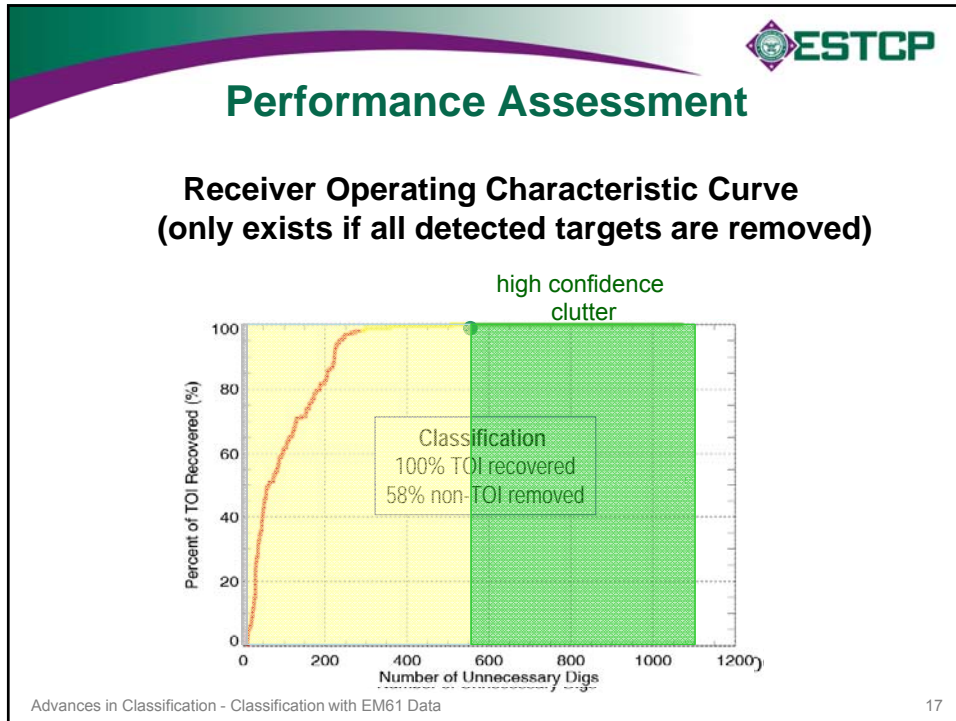 ESTCP
Performance Assessment
Receiver Operating Characteristic Curve
(only exists if all detected targets are removed)
high confidence
clutter
Percent of TOI Recovered (%)
100
80
60
40
20
0
Classification
100% TOI recovered
58% non-TOI removed
0 200 400 600 800 1000 1200
Number of Unnecessary Digs
Advances in Classification - Classification with EM61 Data 17